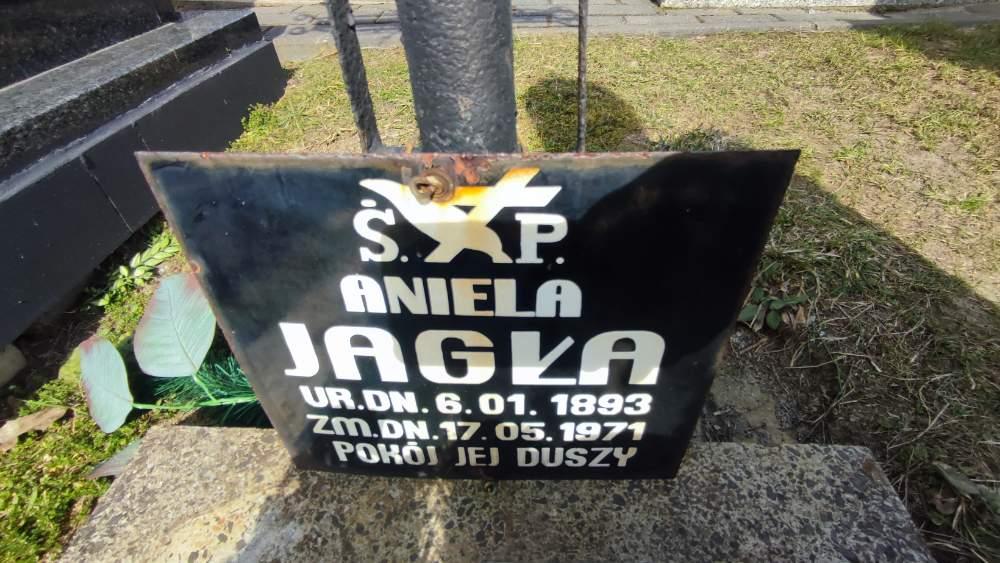 Ś. P.
ANIELA
JAGŁA
UR.DN. 6.01.1893
ZM.DN. 17.05.1971
POKÓJ JEJ DUSZY